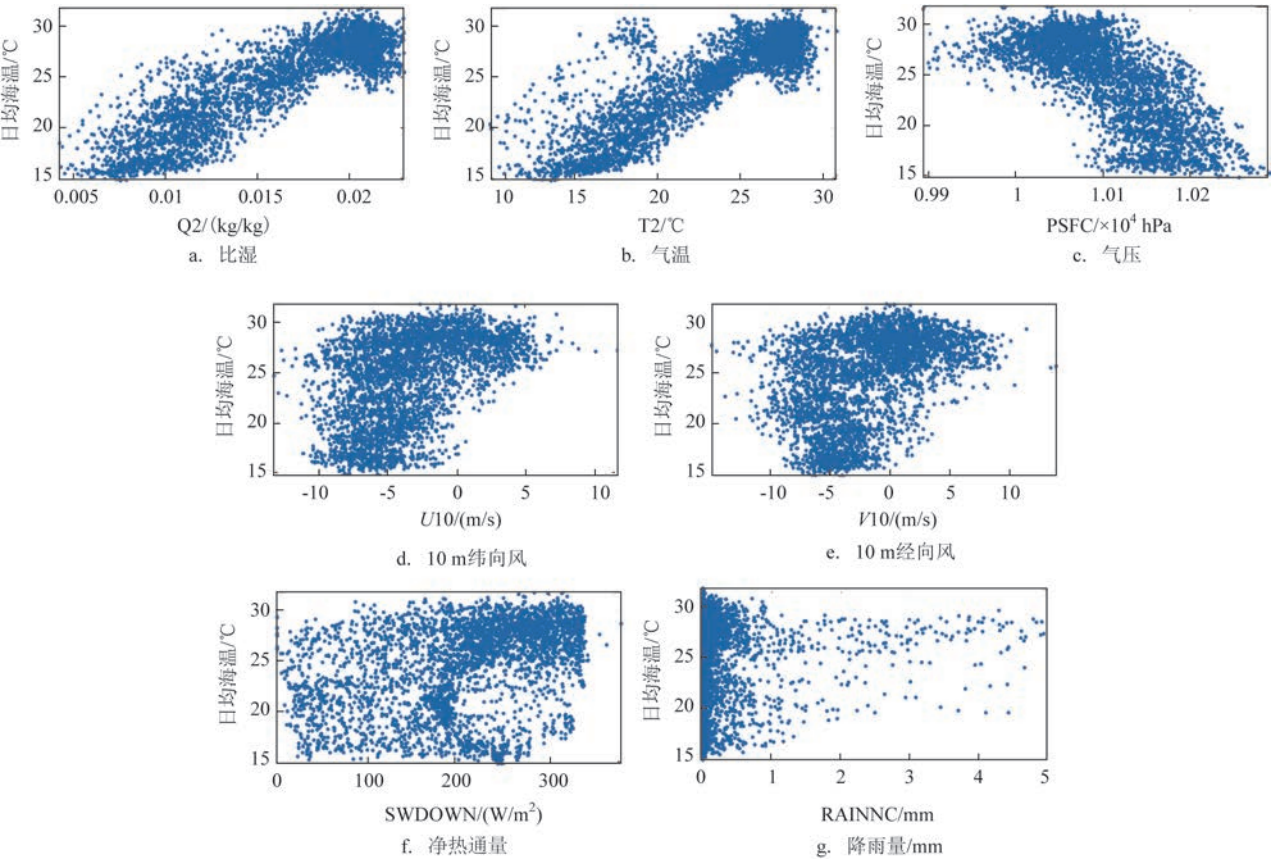 日均海温/℃
30
25
20
15
0.005
0.01
0.015
0.02
Q2/(kg/kg)
a. 比湿
日均海温/℃
30
25
20
15
10
15
20
25
30
T2/℃
b. 气温
日均海温/℃
30
25
20
15
0.99
1
1.01
1.02
PSFC/×10⁴ hPa
c. 气压
日均海温/℃
30
25
20
15
-10
-5
0
5
10
U10/(m/s)
d. 10 m纬向风
日均海温/℃
30
25
20
15
-10
-5
0
5
10
V10/(m/s)
e. 10 m经向风
日均海温/℃
30
25
20
15
0
100
200
300
SWDOWN/(W/m²)
f. 净热通量
日均海温/℃
30
25
20
15
0
1
2
3
4
5
RAINNC/mm
g. 降雨量/mm